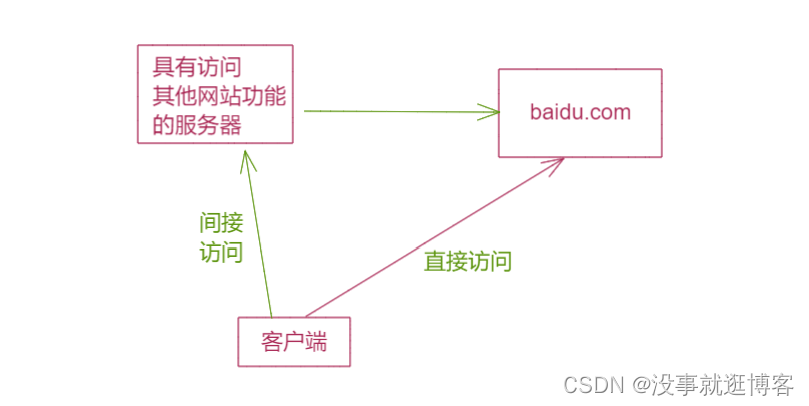 具有访问
其他网站功能
的服务器
baidu.com
间接
访问
直接访问
客户端
CSDN @没事就逛博客